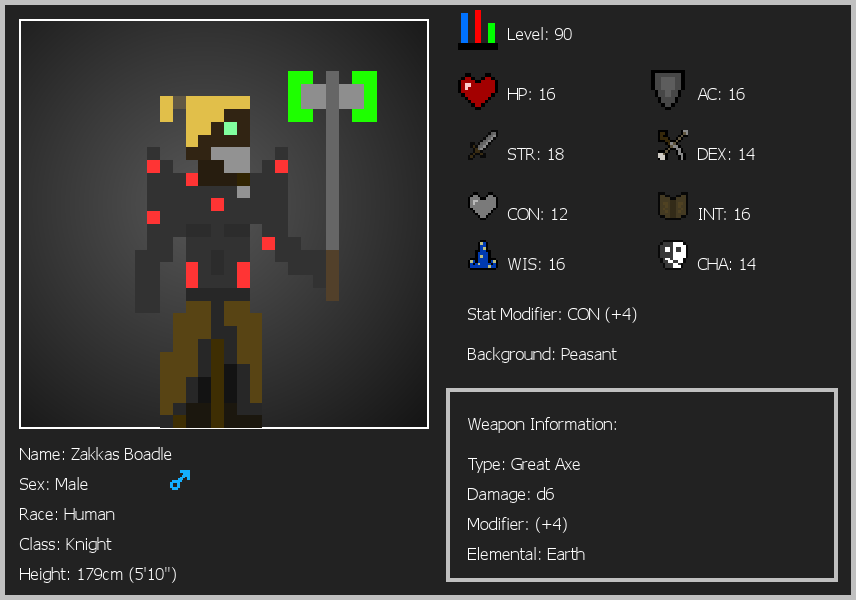 Level: 90
HP: 16
AC: 16
STR: 18
DEX: 14
CON: 12
INT: 16
WIS: 16
CHA: 14
Stat Modifier: CON (+4)
Background: Peasant
Weapon Information:
Type: Great Axe
Damage: d6
Modifier: (+4)
Elemental: Earth
Name: Zakkas Boadle
Sex: Male
Race: Human
Class: Knight
Height: 179cm (5'10")